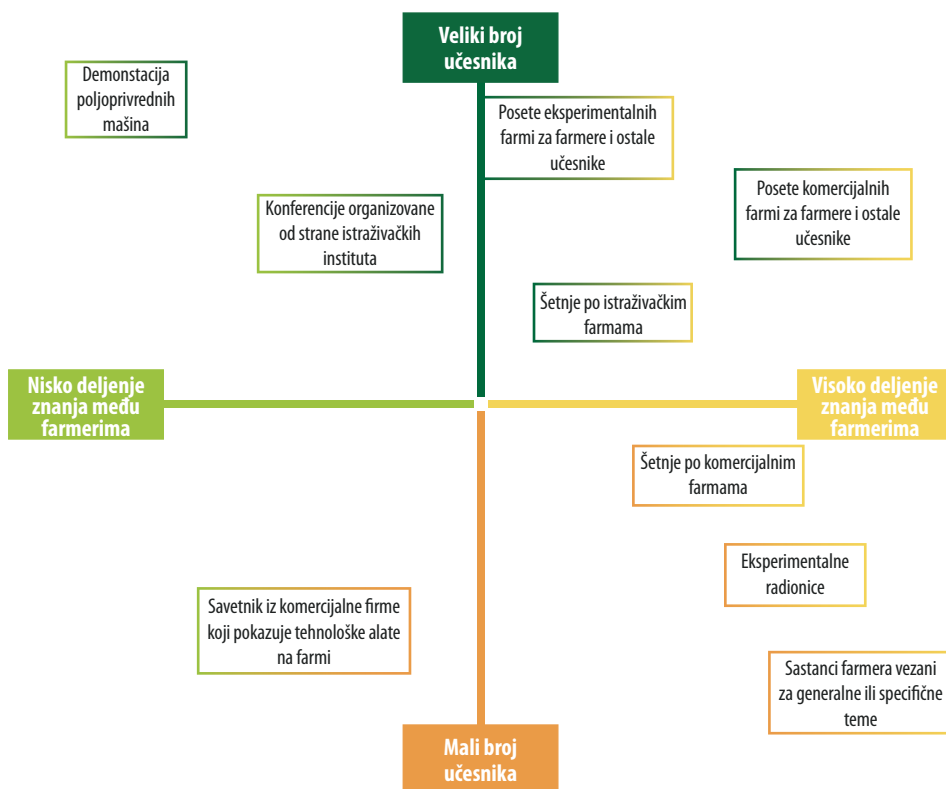 Veliki broj
učesnika
Demonstacija
poljoprivrednih
mašina
Posete eksperimentalnih
farmi za farmere i ostale
učesnike
Posete komercijalnih
farmi za farmere i ostale
učesnike
Konferencije organizovane
od strane istraživačkih
instituta
Šetnje po istraživačkim
farmama
Nisko deljenje
znanja među
farmerima
Visoko deljenje
znanja među
farmerima
Šetnje po komercijalnim
farmama
Eksperimentalne
radionice
Savetnik iz komercijalne firme
koji pokazuje tehnološke alate
na farmi
Sastanci farmera vezani
za generalne ili specifične
teme
Mali broj
učesnika